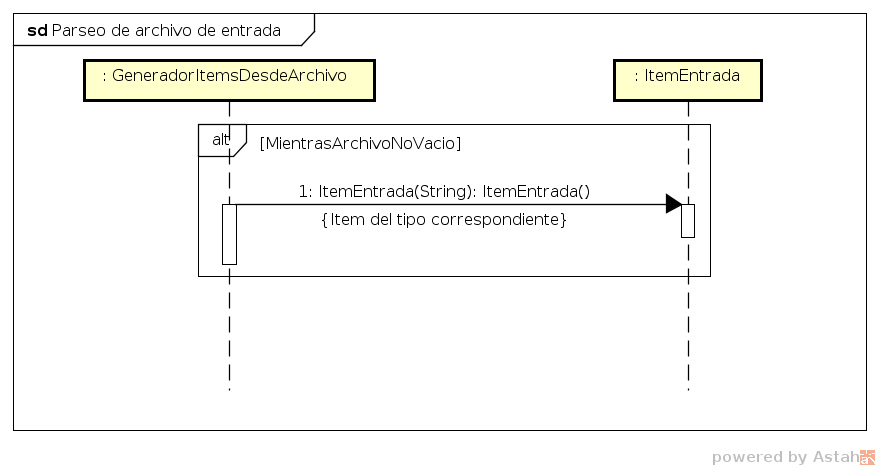 sd Parseo de archivo de entrada
: GeneradorItemsDesdeArchivo
: ItemEntrada
alt
[MientrasArchivoNoVacio]
1: ItemEntrada(String): ItemEntrada()
{Item del tipo correspondiente}
powered by Astah